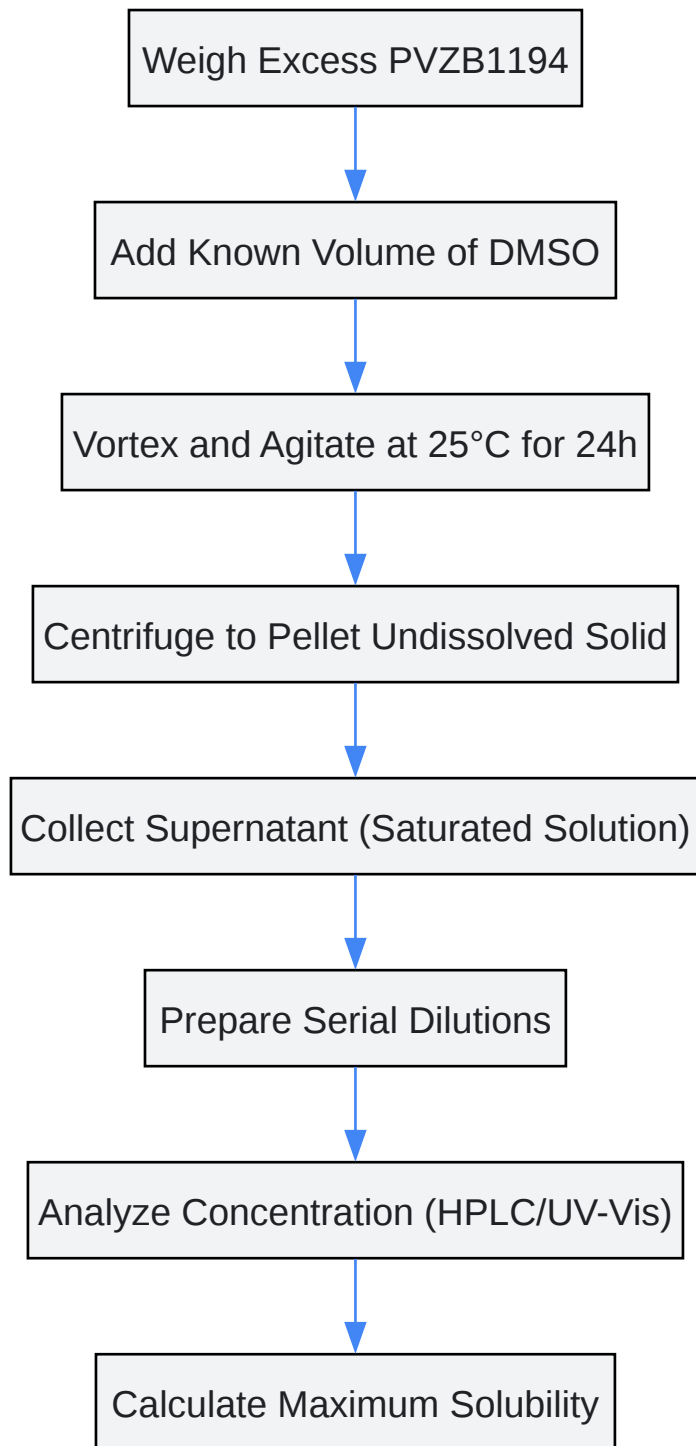 Weigh Excess PVZB1194
Add Known Volume of DMSO
Vortex and Agitate at 25°C for 24h
Centrifuge to Pellet Undissolved Solid
Collect Supernatant (Saturated Solution)
Prepare Serial Dilutions
Analyze Concentration (HPLC/UV-Vis)
Calculate Maximum Solubility